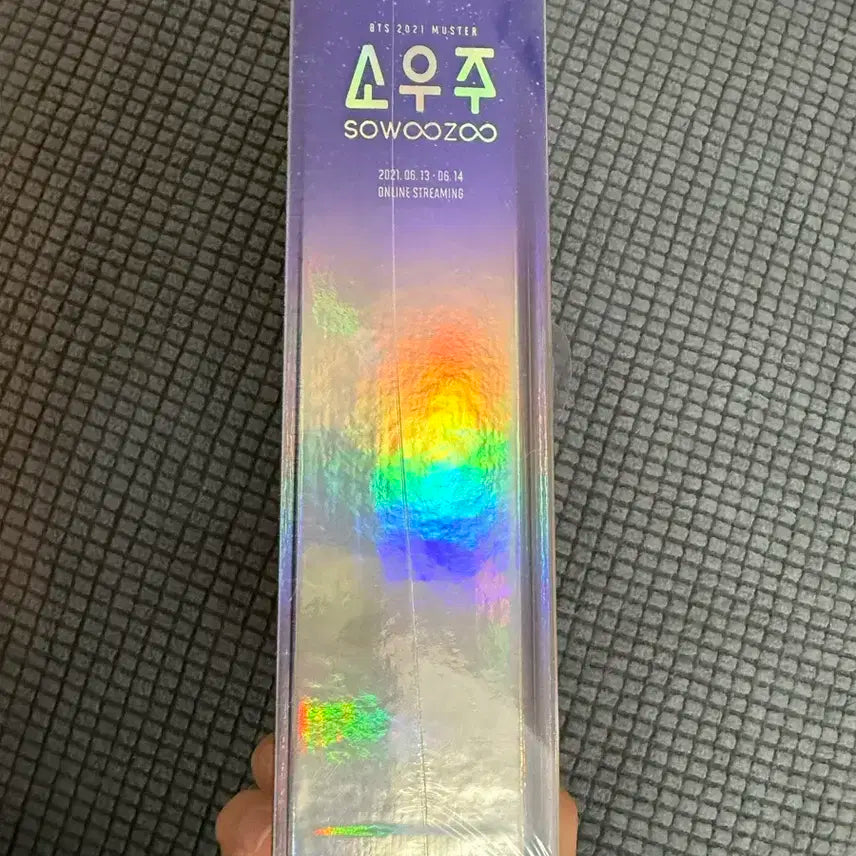 BTS 2021 MUSTER
소우주
SOWOOZOO
2021. 06. 13 - 06. 14
ONLINE STREAMING